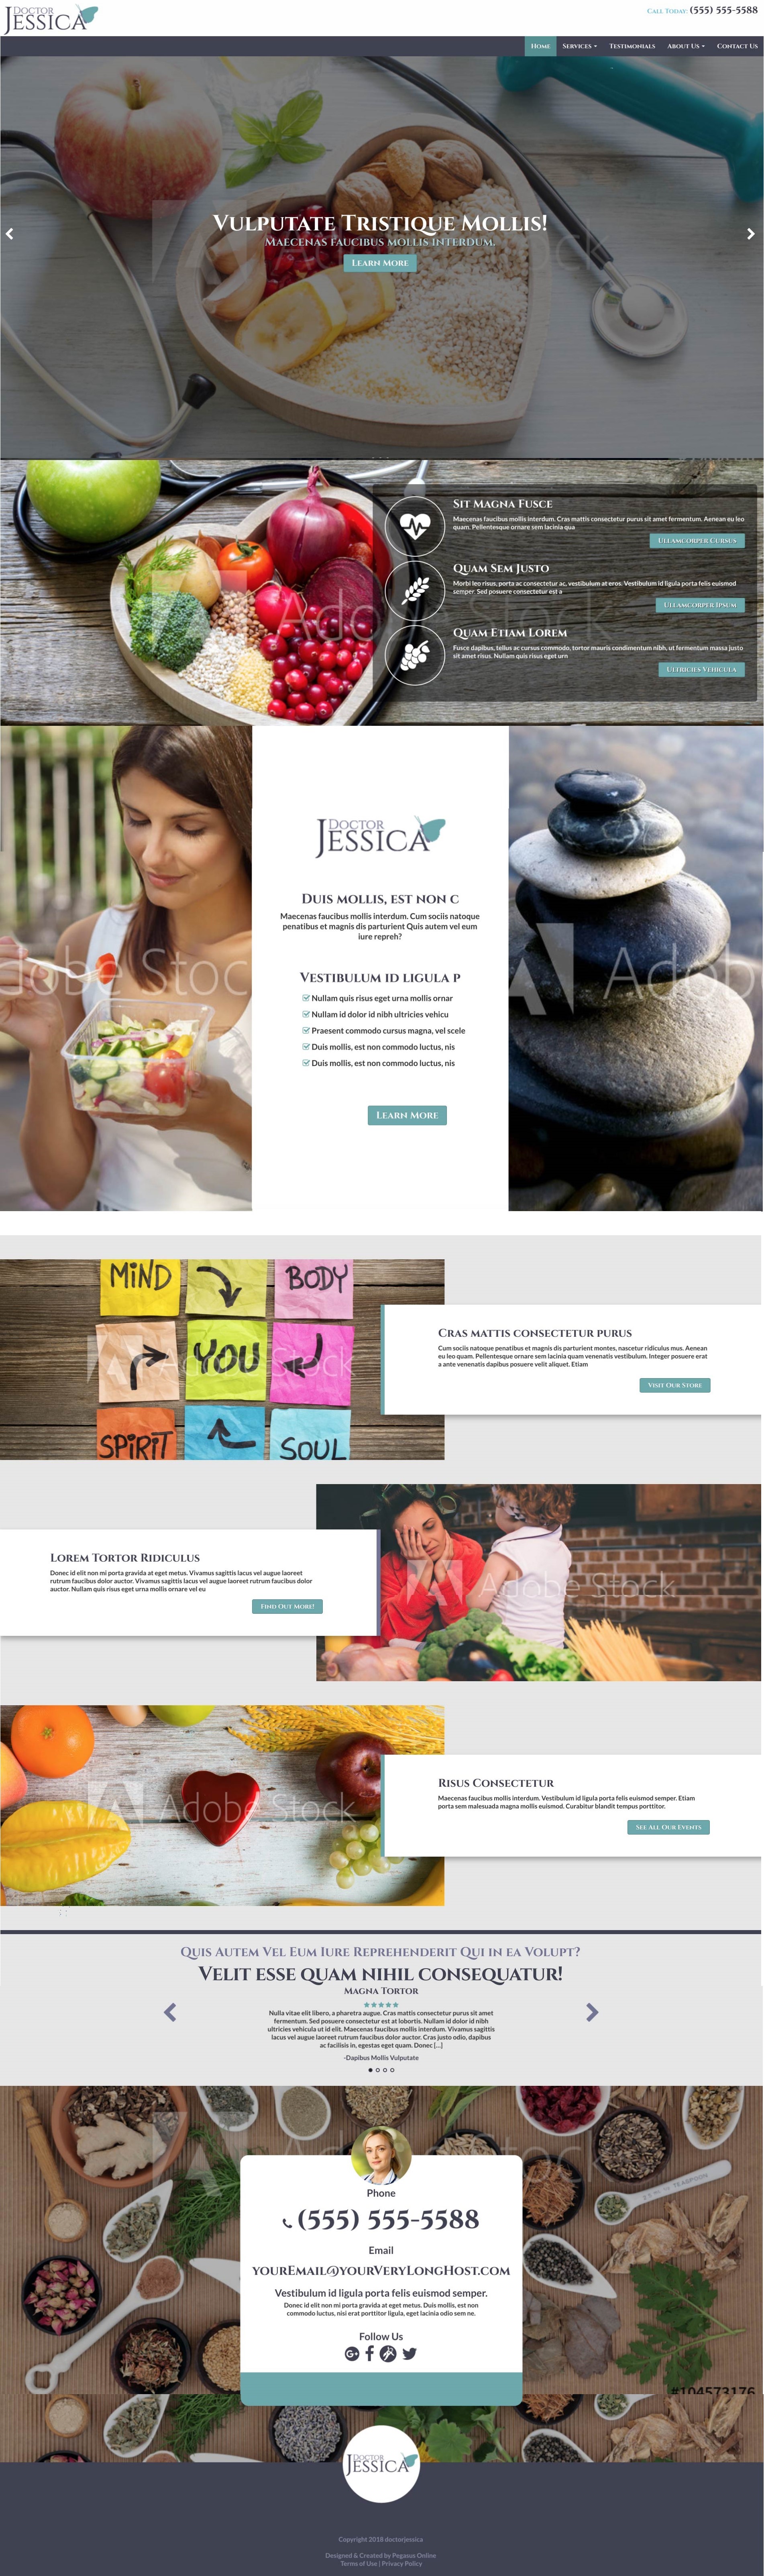 DOCTOR
JESSICA
Call Today: (555) 555-5588
Home Services Testimonials About Us Contact Us
Vulputate Tristique Mollis!
Maecenas faucibus mollis interdum.
Learn More
Sit Magna Fusce
Maecenas faucibus mollis interdum. Cras mattis consectetur purus sit amet fermentum. Aenean eu leo
quam. Pellentesque ornare sem lacinia qua
Ullamcorper Cursus
Quam Sem Justo
Morbi leo risus, porta ac consectetur ac, vestibulum at eros. Vestibulum id ligula porta felis euismod
semper. Sed posuere consectetur est a
Ullamcorper Ipsum
Quam Etiam Lorem
Fusce dapibus, tellus ac cursus commodo, tortor mauris condimentum nibh, ut fermentum massa justo
sit amet risus. Nullam quis risus eget urn
Ultricies Vehicula
DOCTOR
JESSICA
Duis mollis, est non c
Maecenas faucibus mollis interdum. Cum sociis natoque
penatibus et magnis dis parturient Quis autem vel eum
iure repreh?
Vestibulum id ligula p
Nullam quis risus eget urna mollis ornar
Nullam id dolor id nibh ultricies vehicu
Praesent commodo cursus magna, vel scele
Duis mollis, est non commodo luctus, nis
Duis mollis, est non commodo luctus, nis
Learn More
MIND
BODY
YOU
SPIRIT
SOUL
Adobe Stock
Cras mattis consectetur purus
Cum sociis natoque penatibus et magnis dis parturient montes, nascetur ridiculus mus. Aenean
eu leo quam. Pellentesque ornare sem lacinia quam venenatis vestibulum. Integer posuere erat
a ante venenatis dapibus posuere velit aliquet. Etiam
Visit Our Store
Lorem Tortor Ridiculus
Donec id elit non mi porta gravida at eget metus. Vivamus sagittis lacus vel augue laoreet
rutrum faucibus dolor auctor. Vivamus sagittis lacus vel augue laoreet rutrum faucibus dolor
auctor. Nullam quis risus eget urna mollis ornare vel eu
Find Out More!
Adobe Stock
Adobe Stock
Risus Consectetur
Maecenas faucibus mollis interdum. Vestibulum id ligula porta felis euismod semper. Etiam
porta sem malesuada magna mollis euismod. Curabitur blandit tempus porttitor.
See All Our Events
Quis Autem Vel Eum Iure Reprehenderit Qui in ea Volupt?
Velit esse quam nihil consequatur!
Magna Tortor
Nulla vitae elit libero, a pharetra augue. Cras mattis consectetur purus sit amet
fermentum. Sed posuere consectetur est at lobortis. Nullam id dolor id nibh
ultricies vehicula ut id elit. Maecenas faucibus mollis interdum. Vivamus sagittis
lacus vel augue laoreet rutrum faucibus dolor auctor. Cras justo odio, dapibus
ac facilisis in, egestas eget quam. Donec [...]
-Dapibus Mollis Vulputate
Phone
(555) 555-5588
Email
yourEmail@yourVeryLongHost.com
Vestibulum id ligula porta felis euismod semper.
Donec id elit non mi porta gravida at eget metus. Duis mollis, est non
commodo luctus, nisi erat porttitor ligula, eget lacinia odio sem ne.
Follow Us
#104573176
DOCTOR
JESSICA
Copyright 2018 doctorjessica
Designed & Created by Pegasus Online
Terms of Use | Privacy Policy